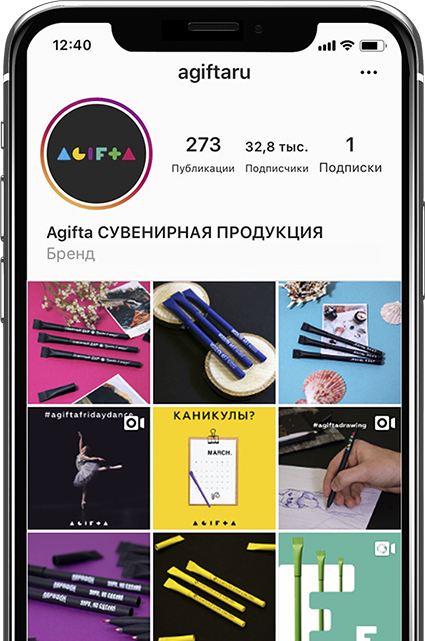 12:40
agiftaru
AGIFTA
273
32,8 тыс.
1
Публикации
Подписчики
Подписки
Agifta СУВЕНИРНАЯ ПРОДУКЦИЯ
Бренд
#agiftafridaydance
КАНИКУЛЫ?
MARCH.
#agiftadrawing
AGIFTA
AGIFTA